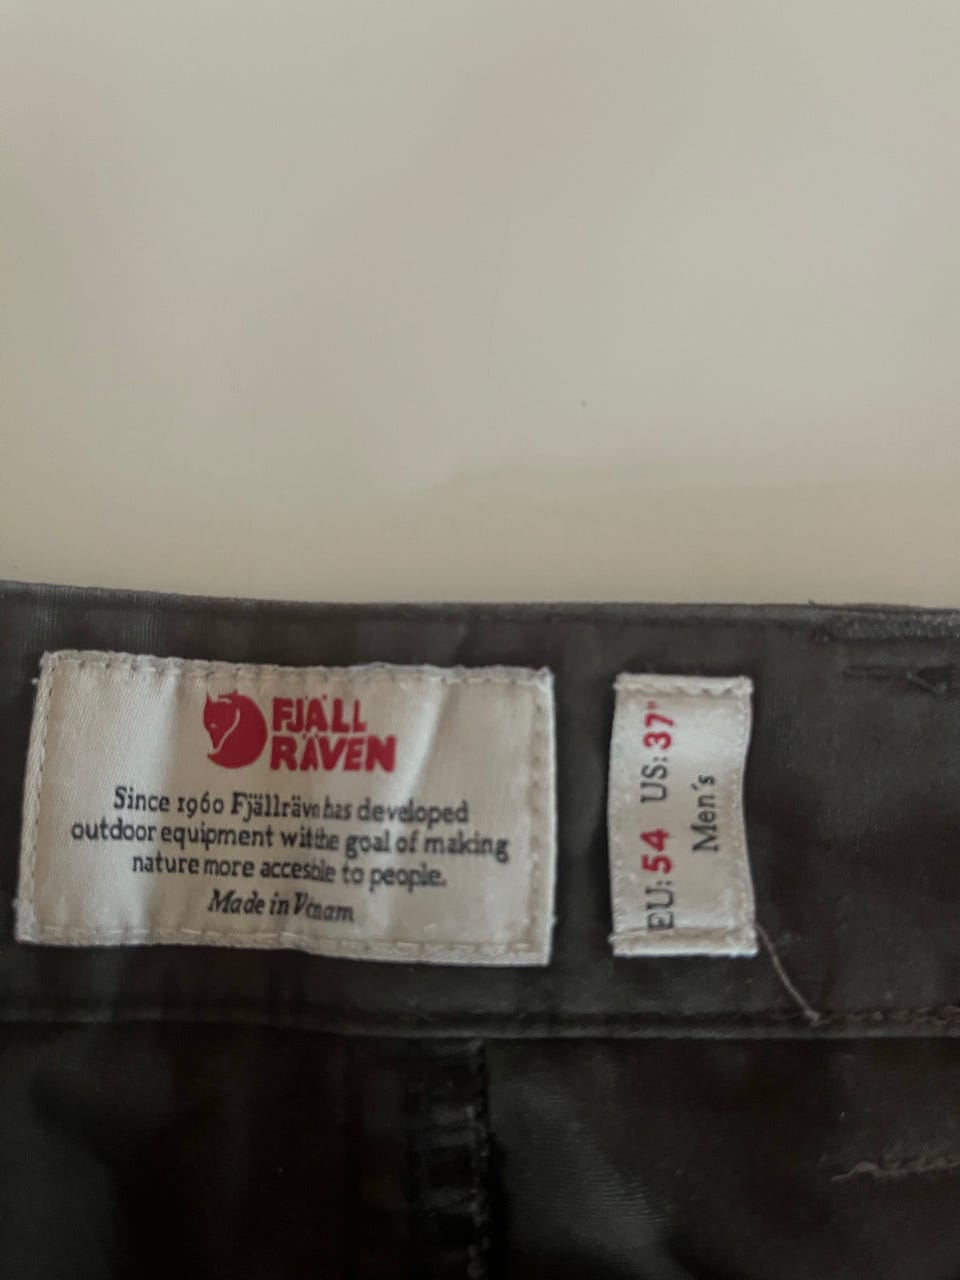 FJÄLL
RÄVEN
Since 1960 Fjällräven has developed
outdoor equipment with the goal of making
nature more accessible to people.
Made in Vietnam
EU: 54 US: 37"
Men's